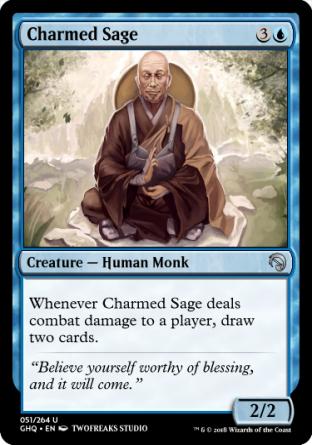 Charmed Sage 3
Creature — Human Monk
Whenever Charmed Sage deals
combat damage to a player, draw
two cards.
“Believe yourself worthy of blessing,
and it will come.”
2/2
051/264 U
GHQ • EN TWOFREAKS STUDIO
™ & © 2018 Wizards of the Coast